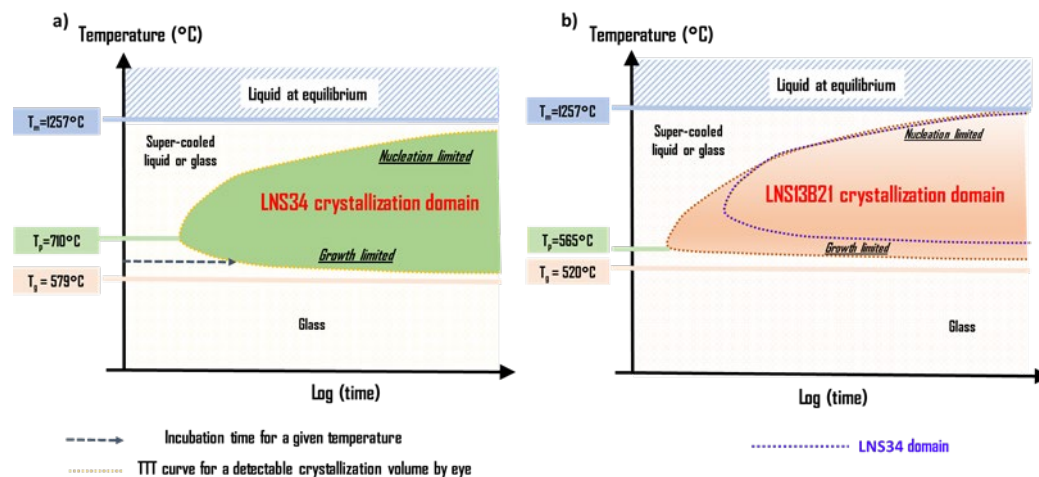 a)
Temperature (°C)
Liquid at equilibrium
Tm=1257°C
Super-cooled
liquid or glass
Nucleation limited
LNS34 crystallization domain
Tp=710°C
Growth limited
Tg = 579°C
Glass
Log (time)
Incubation time for a given temperature
TTT curve for a detectable crystallization volume by eye
b)
Temperature (°C)
Liquid at equilibrium
Tm=1257°C
Super-cooled
liquid or glass
Nucleation limited
LNS13B21 crystallization domain
Tp=565°C
Growth limited
Tg = 520°C
Glass
Log (time)
LNS34 domain